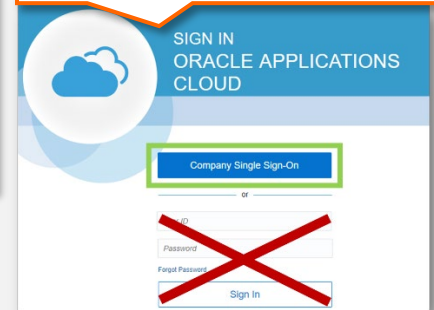 SIGN IN
ORACLE APPLICATIONS
CLOUD
Company Single Sign-On
or
ID
Password
Forgot Password
Sign In